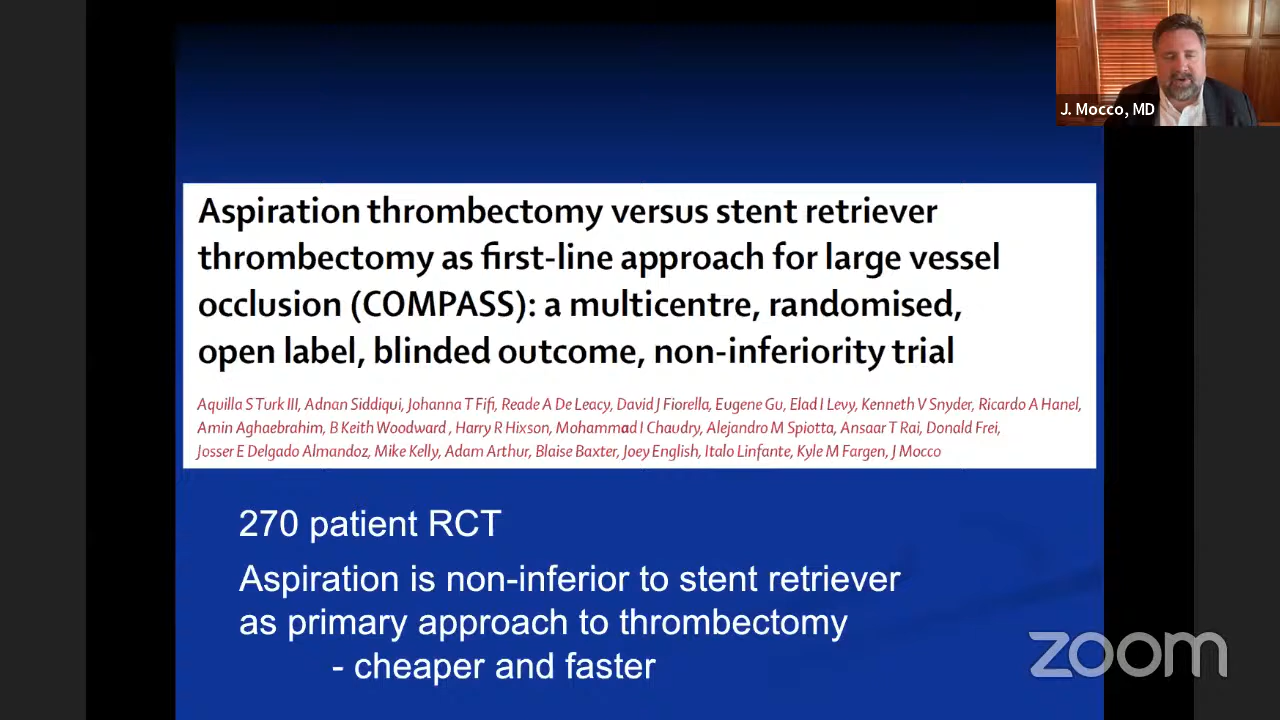 J. Mocco, MD
Aspiration thrombectomy versus stent retriever
thrombectomy as first-line approach for large vessel
occlusion (COMPASS): a multicentre, randomised,
open label, blinded outcome, non-inferiority trial
Aquilla S Turk III, Adnan Siddiqui, Johanna T Fifi, Reade A De Leacy, David J Fiorella, Eugene Gu, Elad I Levy, Kenneth V Snyder, Ricardo A Hanel,
Amin Aghaebrahim, B Keith Woodward , Harry R Hixson, Mohammad I Chaudry, Alejandro M Spiotta, Ansaar T Rai, Donald Frei,
Josser E Delgado Almandoz, Mike Kelly, Adam Arthur, Blaise Baxter, Joey English, Italo Linfante, Kyle M Fargen, J Mocco
270 patient RCT
Aspiration is non-inferior to stent retriever
as primary approach to thrombectomy
- cheaper and faster
zoom